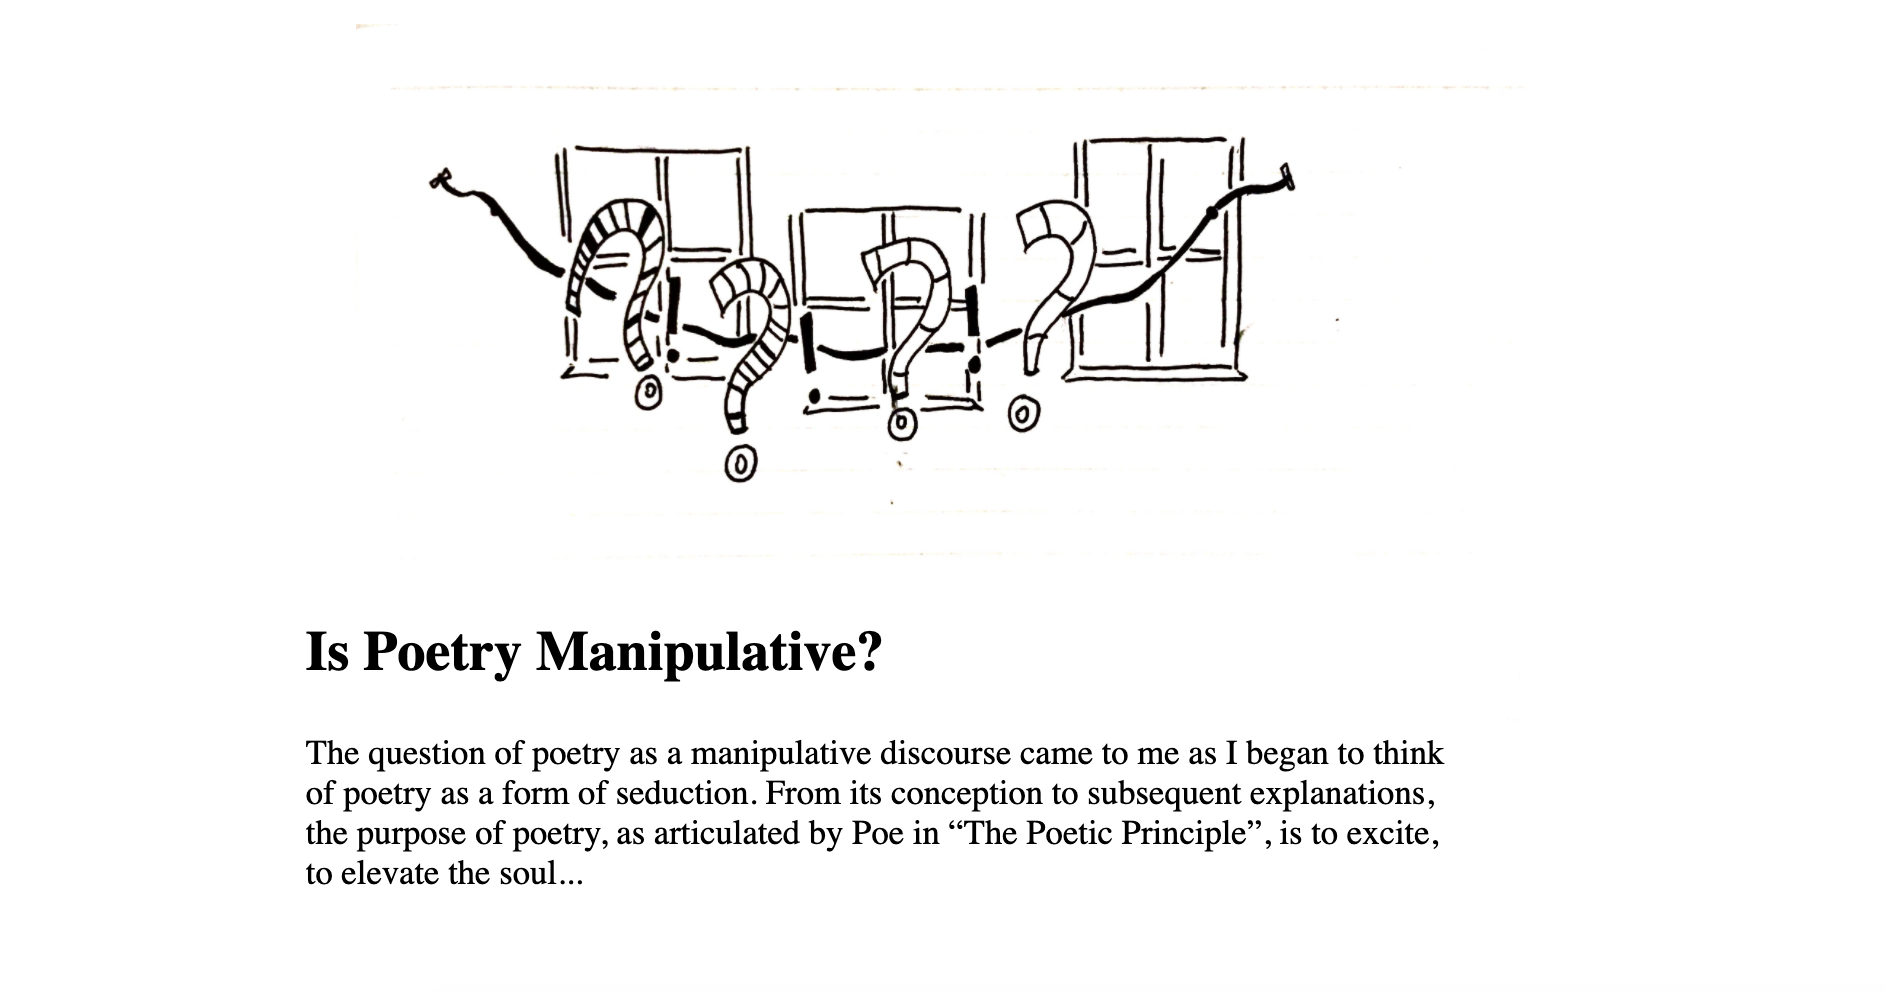 Is Poetry Manipulative?
The question of poetry as a manipulative discourse came to me as I began to think
of poetry as a form of seduction. From its conception to subsequent explanations,
the purpose of poetry, as articulated by Poe in “The Poetic Principle”, is to excite,
to elevate the soul...